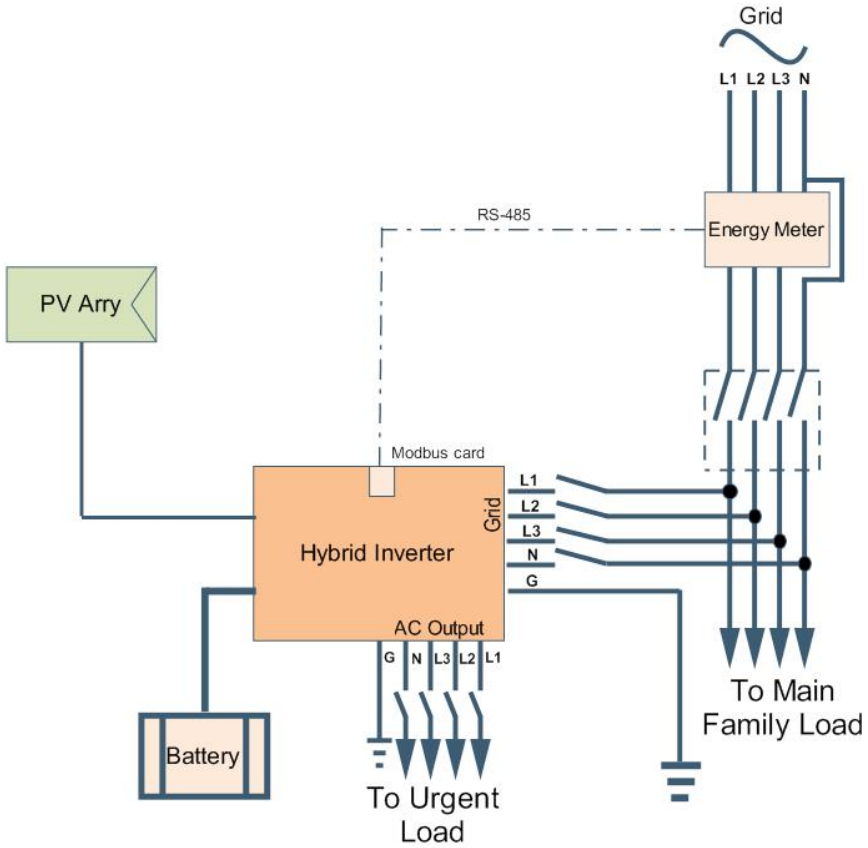 Grid
L1 L2 L3 N
RS-485
Energy Meter
PV Arry
Modbus card
L1
L2
Grid
L3
N
G
Hybrid Inverter
AC Output
G N L3 L2 L1
To Main
Family Load
Battery
To Urgent
Load